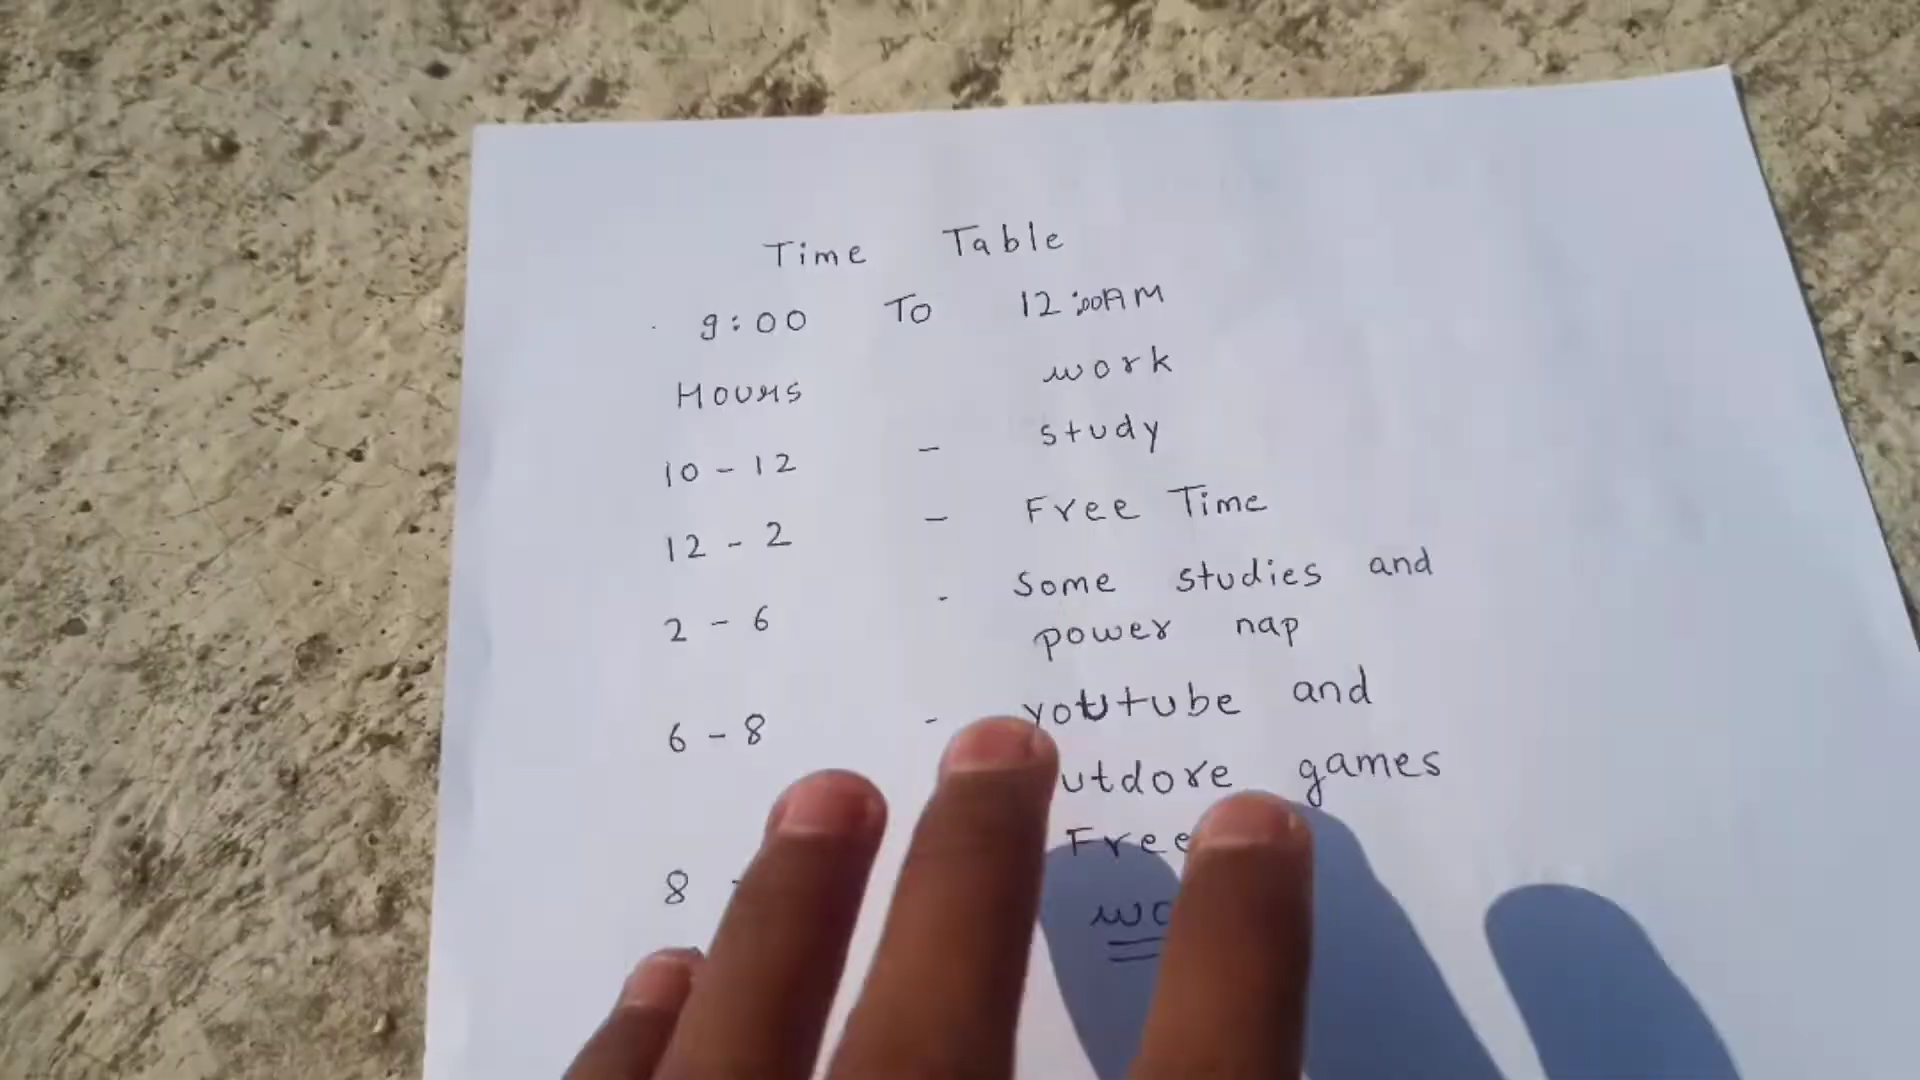 Time Table
9:00 To 12:00AM
Hours work
10 - 12 - study
12 - 2 - Free Time
2 - 6 - Some studies and
power nap
6 - 8 - youtube and
utdore games
Free
8 -